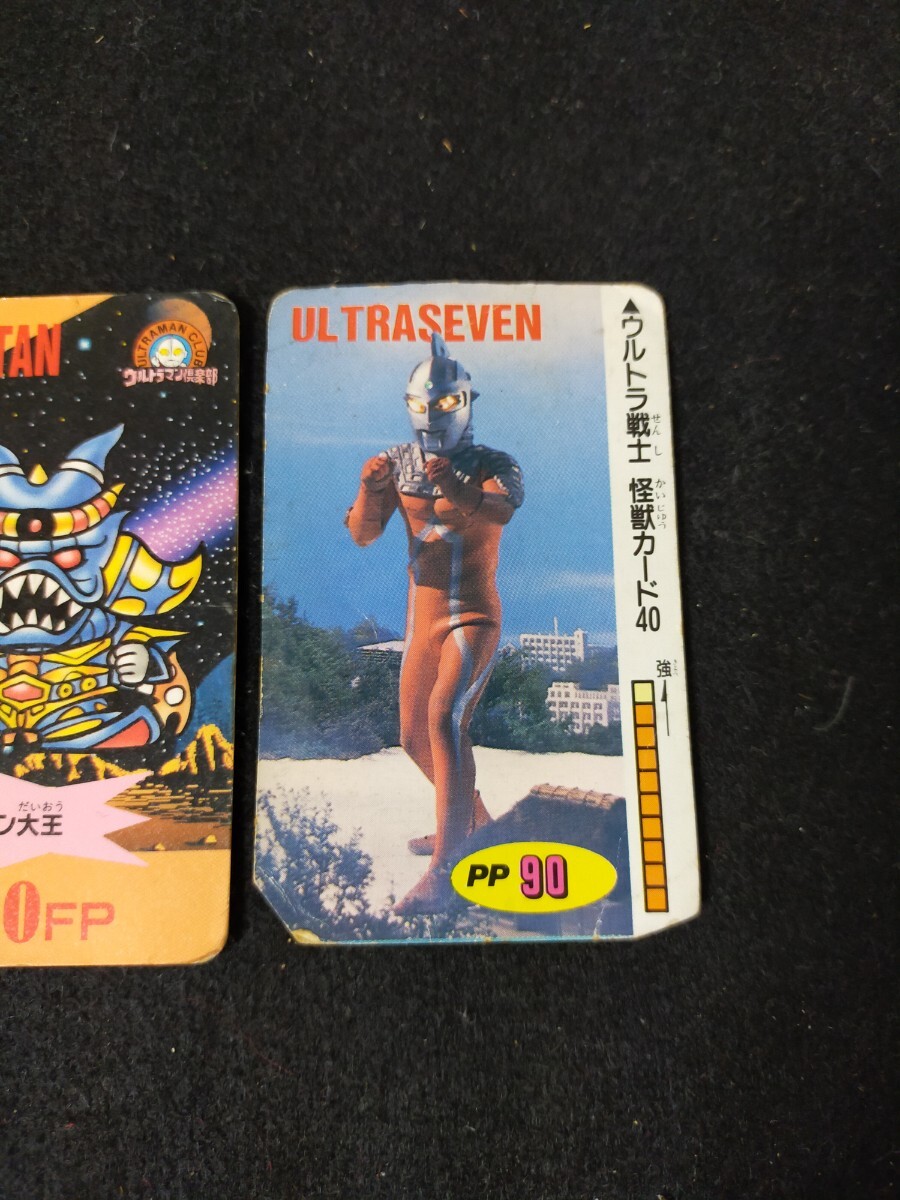 TAN
ULTRAMAN CLUB
ウルトラマン倶楽部
だいおう
ン大王
0FP
ULTRASEVEN
▲ウルトラ戦士 怪獣カード40
せんし
かいじゅう
強
PP 90